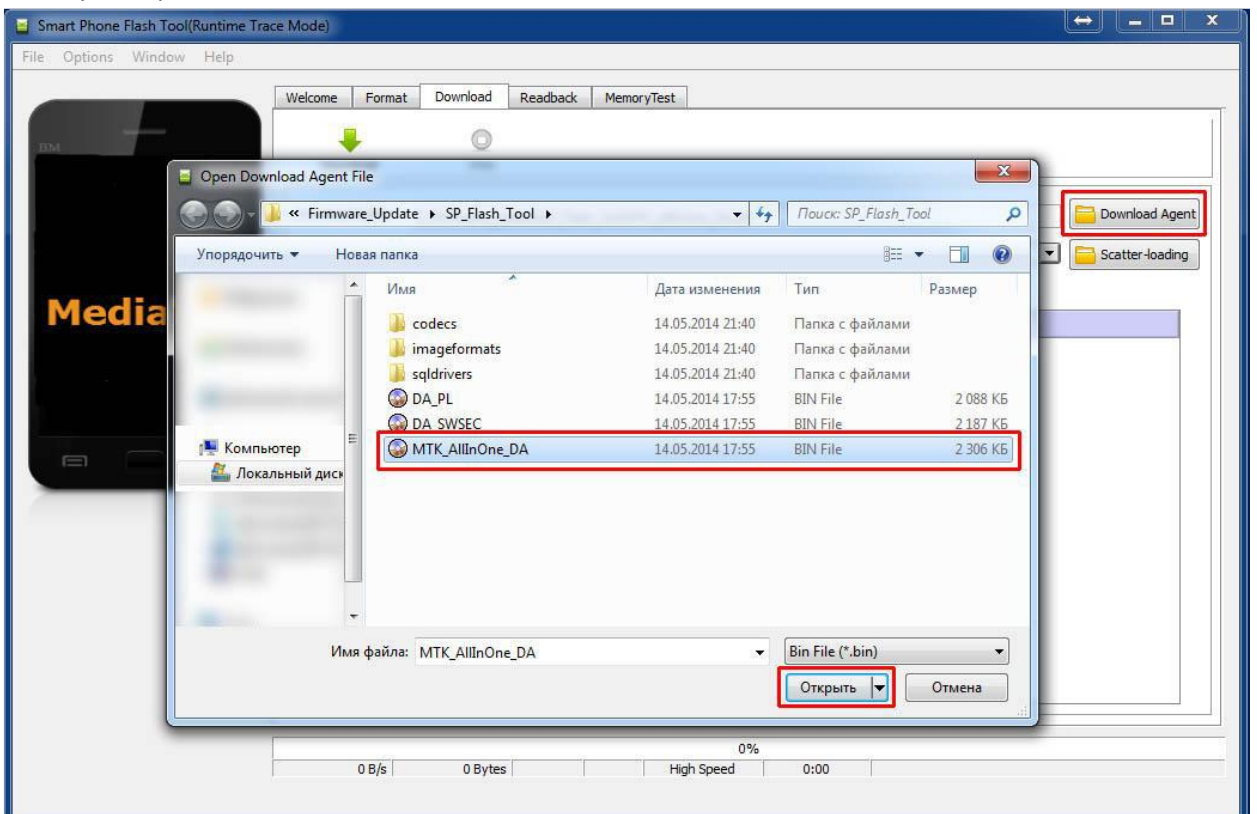 Smart Phone Flash Tool(Runtime Trace Mode)
File Options Window Help
Welcome Format Download Readback MemoryTest
BM
Open Download Agent File
Download Agent
« Firmware_Update SP_Flash_Tool
Поиск: SP_Flash_Tool
Scatter-loading
Упорядочить Новая папка
Имя Дата изменения Тип Размер
codecs 14.05.2014 21:40 Папка с файлами
imageformats 14.05.2014 21:40 Папка с файлами
sqldrivers 14.05.2014 21:40 Папка с файлами
DA_PL 14.05.2014 17:55 BIN File 2 088 КБ
DA_SWSEC 14.05.2014 17:55 BIN File 2 187 КБ
MTK_AllInOne_DA 14.05.2014 17:55 BIN File 2 306 КБ
Media
Компьютер
Локальный диск
Имя файла: MTK_AllInOne_DA Bin File (*.bin)
Открыть Отмена
0%
0 B/s 0 Bytes High Speed 0:00